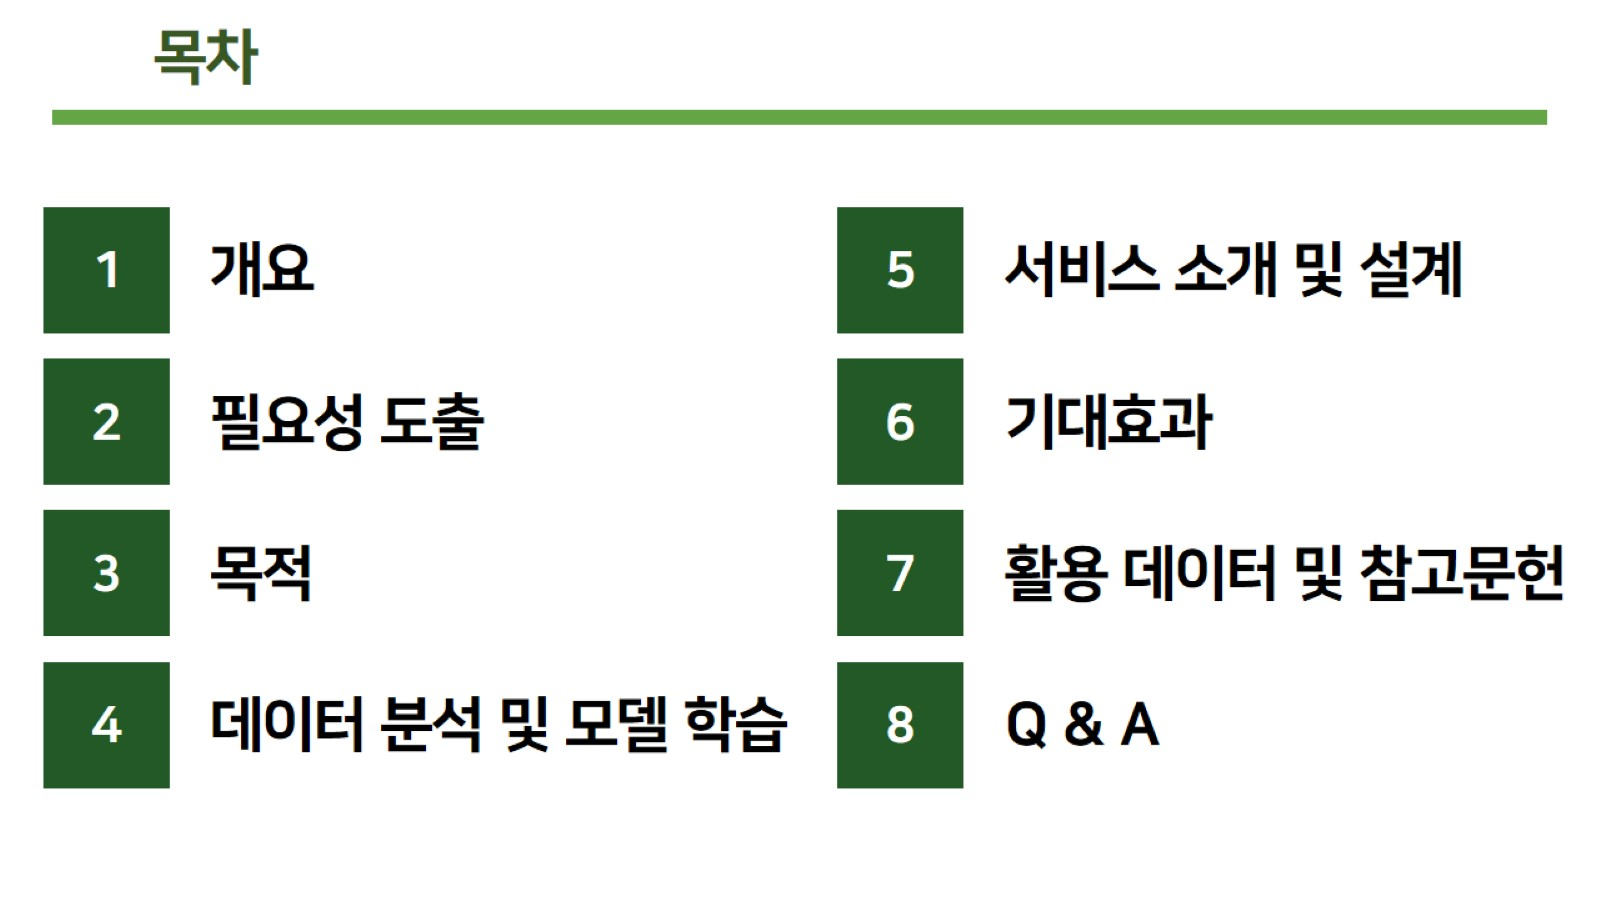 목차
1 개요
2 필요성 도출
3 목적
4 데이터 분석 및 모델 학습
5 서비스 소개 및 설계
6 기대효과
7 활용 데이터 및 참고문헌
8 Q & A